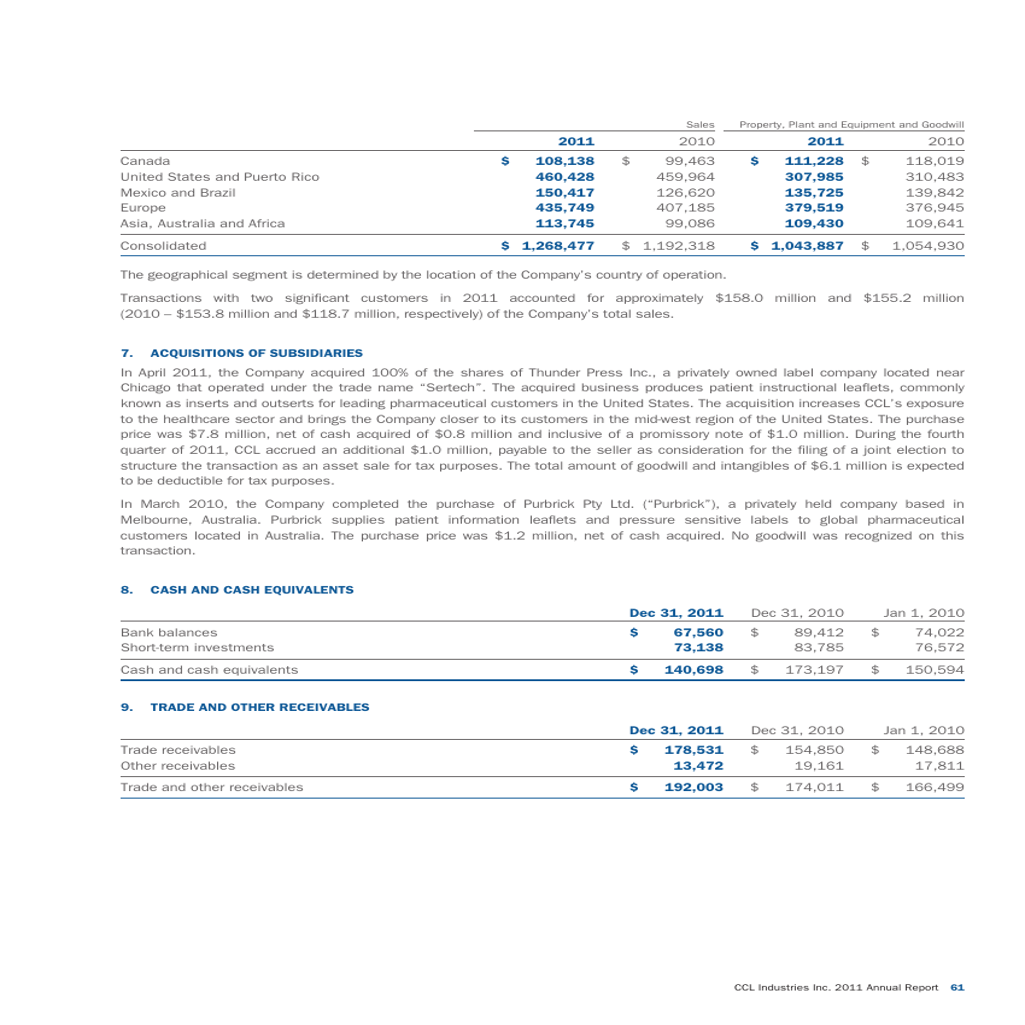 Sales Property, Plant and Equipment and Goodwill
2011 2010 2011 2010
Canada $ 108,138 $ 99,463 $ 111,228 $ 118,019
United States and Puerto Rico 460,428 459,964 307,985 310,483
Mexico and Brazil 150,417 126,620 135,725 139,842
Europe 435,749 407,185 379,519 376,945
Asia, Australia and Africa 113,745 99,086 109,430 109,641
Consolidated $ 1,268,477 $ 1,192,318 $ 1,043,887 $ 1,054,930
The geographical segment is determined by the location of the Company's country of operation.
Transactions with two significant customers in 2011 accounted for approximately $158.0 million and $155.2 million
(2010 – $153.8 million and $118.7 million, respectively) of the Company's total sales.
7. ACQUISITIONS OF SUBSIDIARIES
In April 2011, the Company acquired 100% of the shares of Thunder Press Inc., a privately owned label company located near
Chicago that operated under the trade name “Sertech”. The acquired business produces patient instructional leaflets, commonly
known as inserts and outserts for leading pharmaceutical customers in the United States. The acquisition increases CCL's exposure
to the healthcare sector and brings the Company closer to its customers in the mid-west region of the United States. The purchase
price was $7.8 million, net of cash acquired of $0.8 million and inclusive of a promissory note of $1.0 million. During the fourth
quarter of 2011, CCL accrued an additional $1.0 million, payable to the seller as consideration for the filing of a joint election to
structure the transaction as an asset sale for tax purposes. The total amount of goodwill and intangibles of $6.1 million is expected
to be deductible for tax purposes.
In March 2010, the Company completed the purchase of Purbrick Pty Ltd. (“Purbrick”), a privately held company based in
Melbourne, Australia. Purbrick supplies patient information leaflets and pressure sensitive labels to global pharmaceutical
customers located in Australia. The purchase price was $1.2 million, net of cash acquired. No goodwill was recognized on this
transaction.
8. CASH AND CASH EQUIVALENTS
Dec 31, 2011 Dec 31, 2010 Jan 1, 2010
Bank balances $ 67,560 $ 89,412 $ 74,022
Short-term investments 73,138 83,785 76,572
Cash and cash equivalents $ 140,698 $ 173,197 $ 150,594
9. TRADE AND OTHER RECEIVABLES
Dec 31, 2011 Dec 31, 2010 Jan 1, 2010
Trade receivables $ 178,531 $ 154,850 $ 148,688
Other receivables 13,472 19,161 17,811
Trade and other receivables $ 192,003 $ 174,011 $ 166,499
CCL Industries Inc. 2011 Annual Report 61